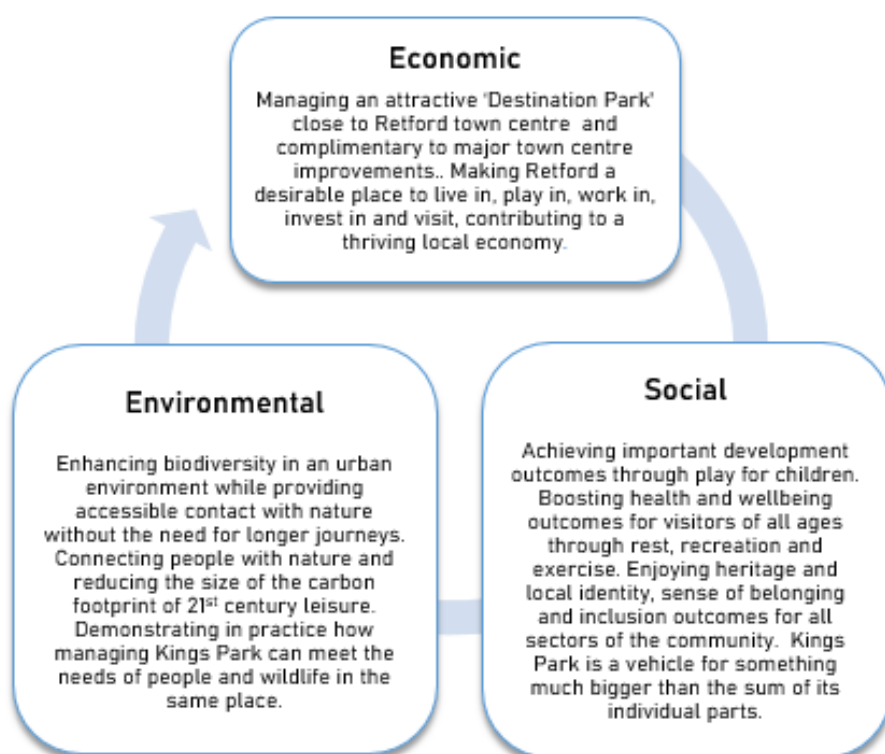 Economic
Managing an attractive 'Destination Park'
close to Retford town centre and
complimentary to major town centre
improvements.. Making Retford a
desirable place to live in, play in, work in,
invest in and visit, contributing to a
thriving local economy.
Environmental
Enhancing biodiversity in an urban
environment while providing
accessible contact with nature
without the need for longer journeys.
Connecting people with nature and
reducing the size of the carbon
footprint of 21st century leisure.
Demonstrating in practice how
managing Kings Park can meet the
needs of people and wildlife in the
same place.
Social
Achieving important development
outcomes through play for children.
Boosting health and wellbeing
outcomes for visitors of all ages
through rest, recreation and
exercise. Enjoying heritage and
local identity, sense of belonging
and inclusion outcomes for all
sectors of the community. Kings
Park is a vehicle for something
much bigger than the sum of its
individual parts.